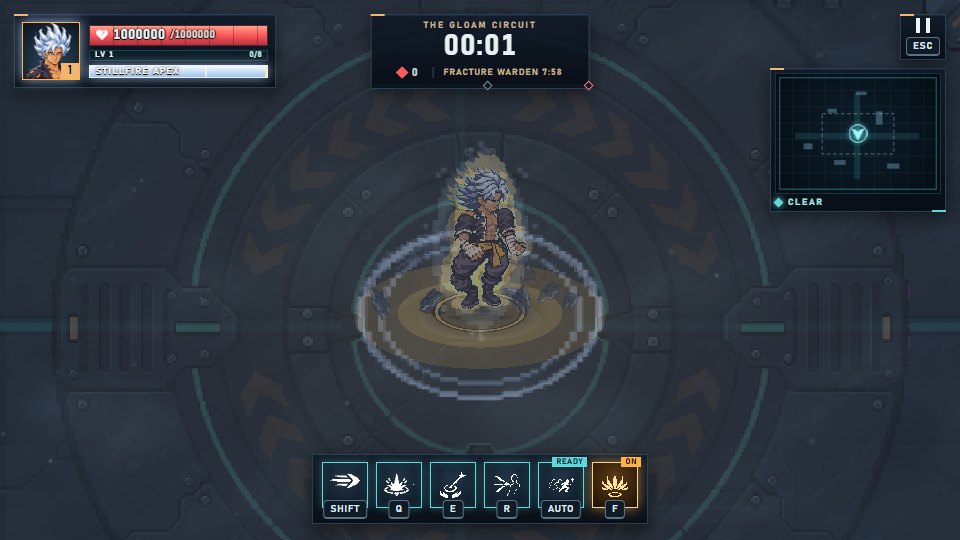 1000000 /1000000
LV 1
0/8
1
STILLFIRE APEX
THE GLOAM CIRCUIT
00:01
0
FRACTURE WARDEN 7:58
ESC
CLEAR
READY
ON
SHIFT
Q
E
R
AUTO
F